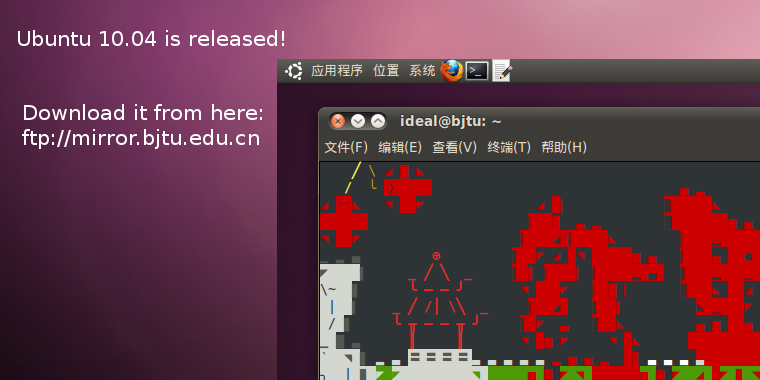 Ubuntu 10.04 is released!
应用程序 位置 系统
Download it from here:
ftp://mirror.bjtu.edu.cn
ideal@bjtu: ~
文件(F) 编辑(E) 查看(V) 终端(T) 帮助(H)